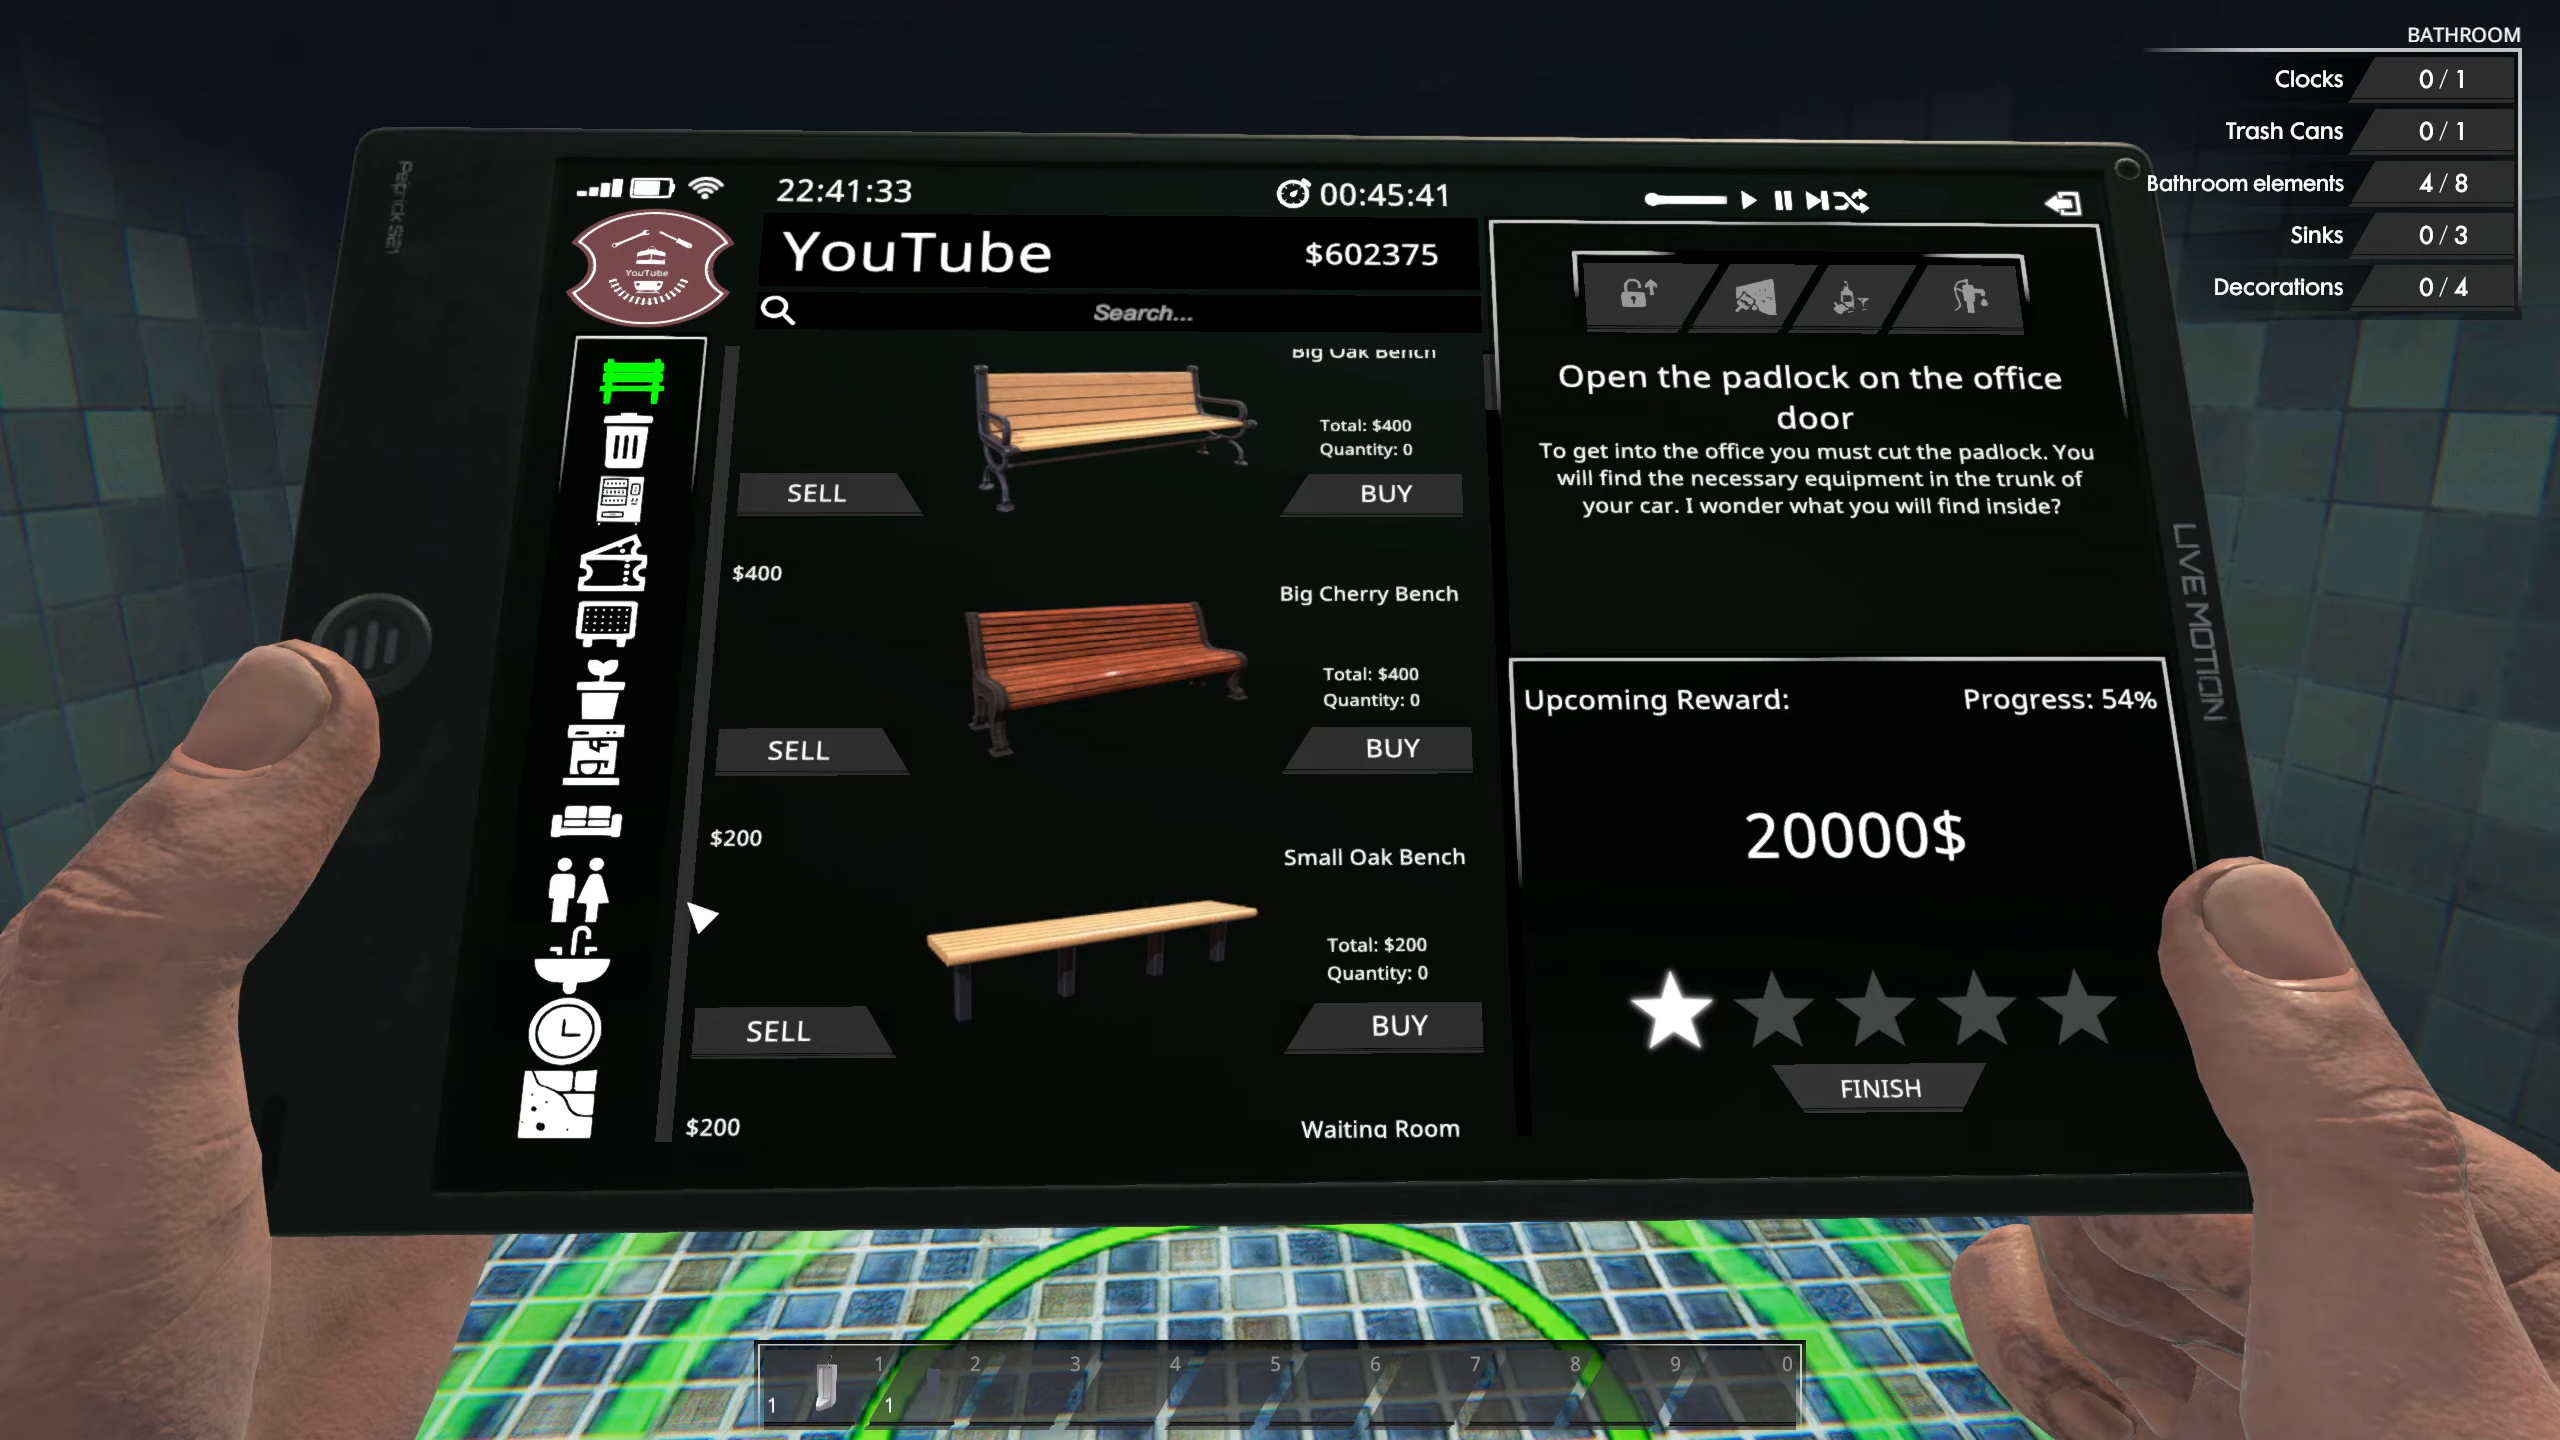 BATHROOM
Clocks 0 / 1
Trash Cans 0 / 1
Bathroom elements 4 / 8
Sinks 0 / 3
Decorations 0 / 4
22:41:33
00:45:41
YouTube
YouTube
$602375
Search...
Big Oak Bench
Total: $400
Quantity: 0
SELL
BUY
$400
Big Cherry Bench
Total: $400
Quantity: 0
SELL
BUY
$200
Small Oak Bench
Total: $200
Quantity: 0
SELL
BUY
$200
Waiting Room
Open the padlock on the office
door
To get into the office you must cut the padlock. You
will find the necessary equipment in the trunk of
your car. I wonder what you will find inside?
Upcoming Reward:
Progress: 54%
20000$
FINISH
LIVE MOTION
1 2 3 4 5 6 7 8 9 0
1 1